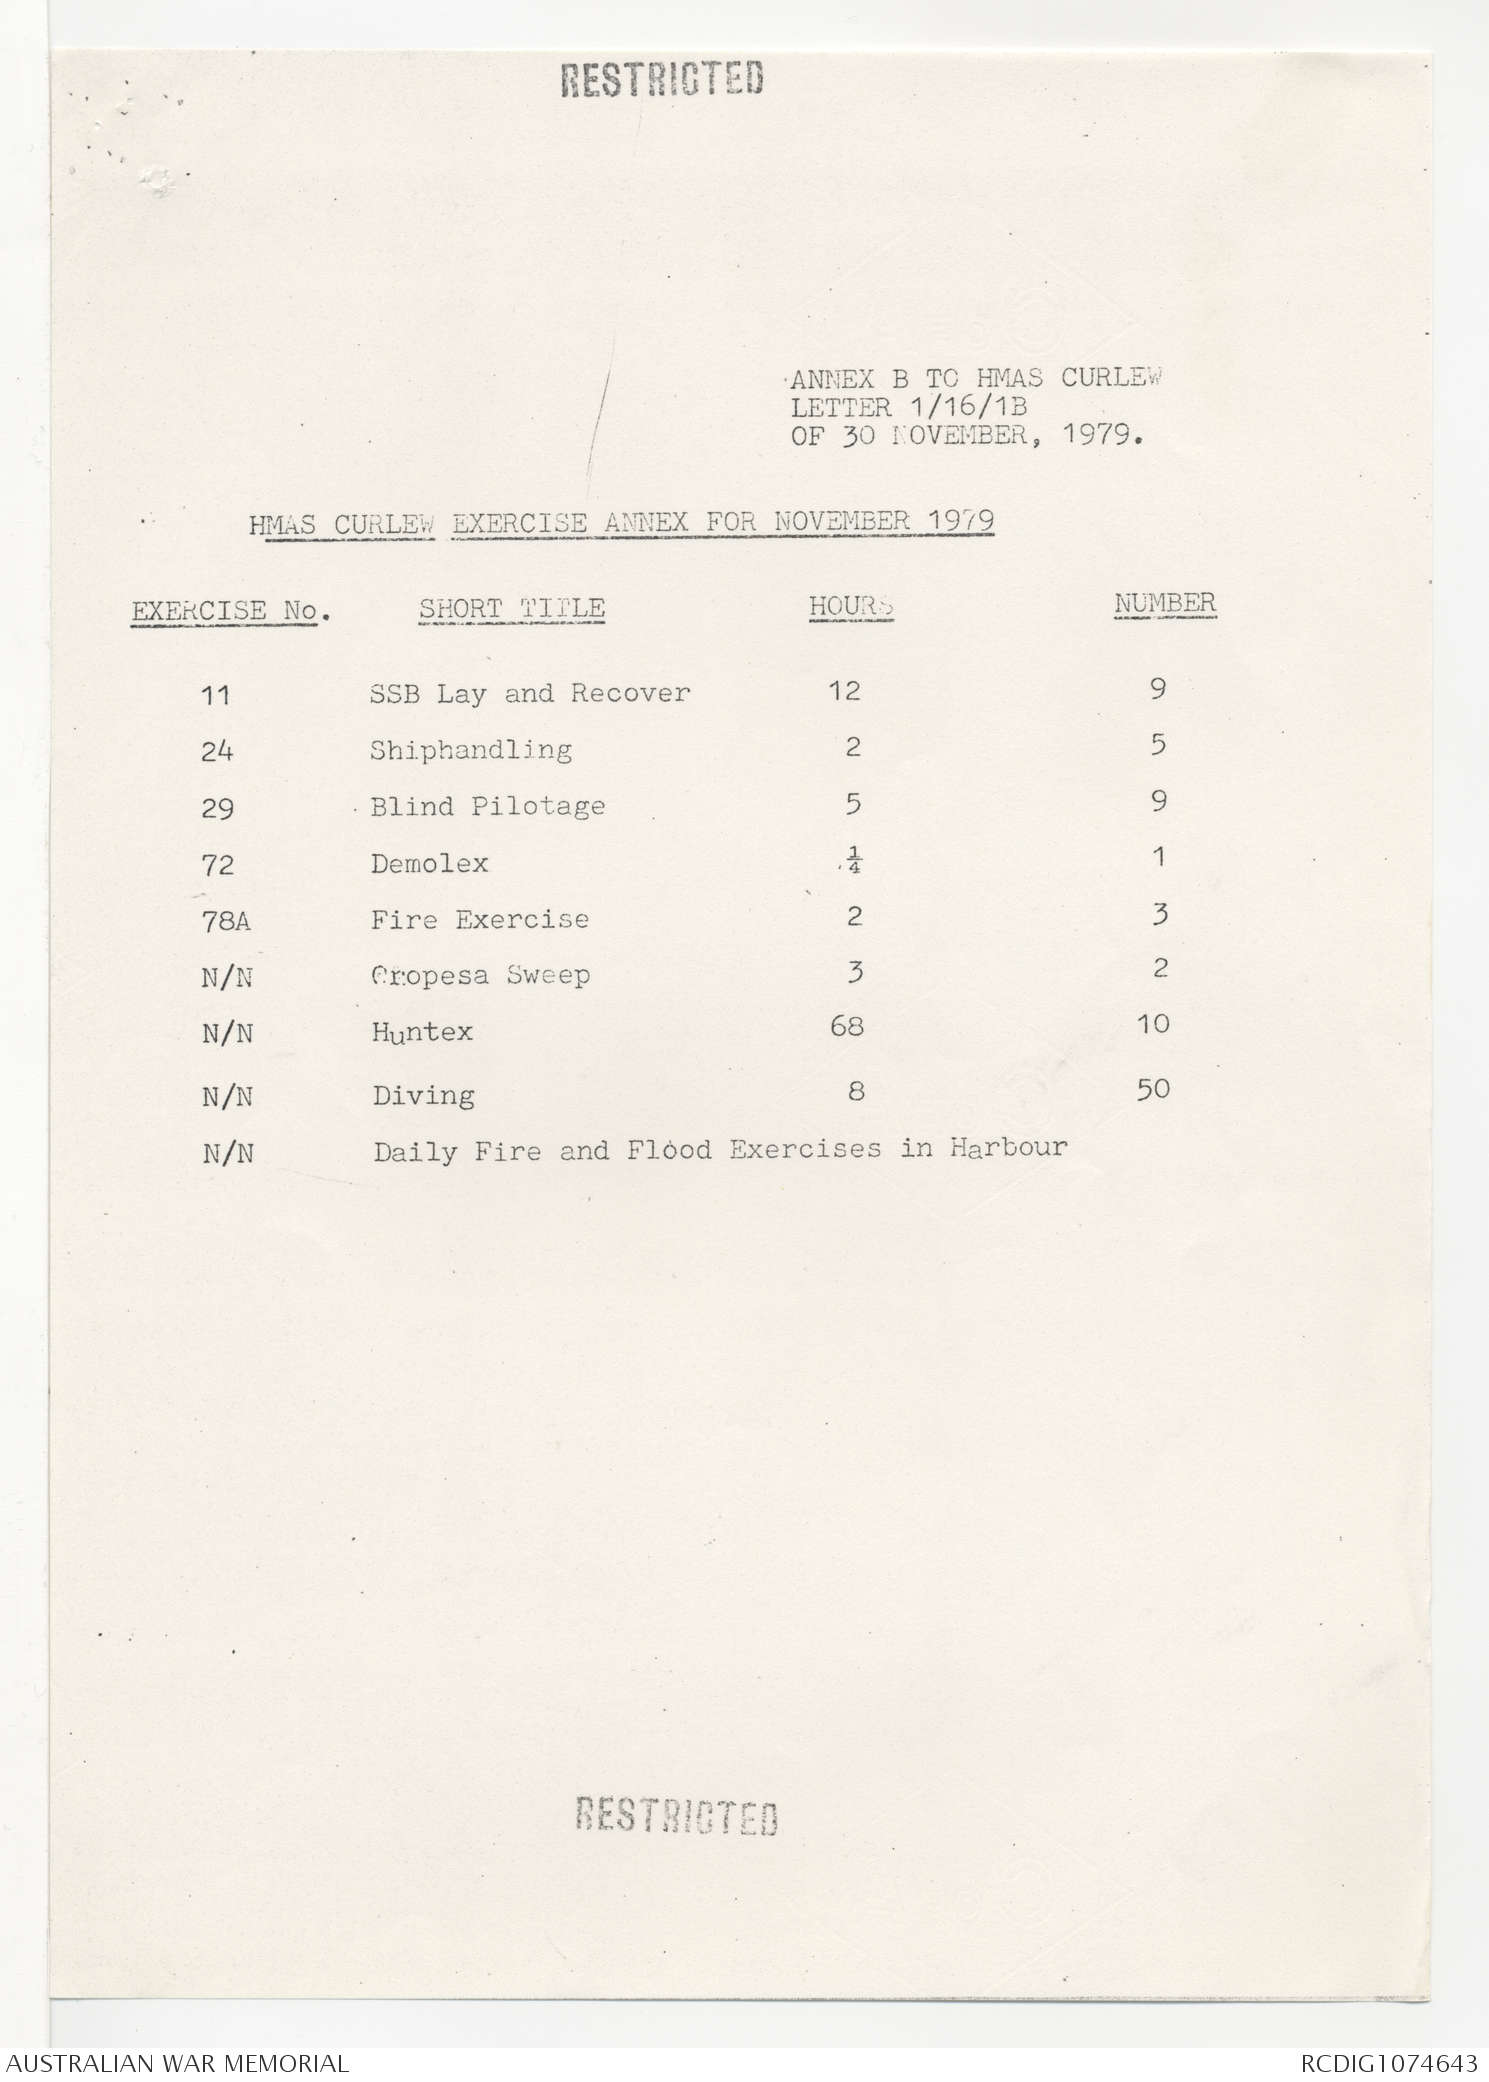 RESTRICTED
ANNEX B TO HMAS CURLEW
LETTER 1/16/1B
OF 30 NOVEMBER, 1979.
HMAS CURLEW EXERCISE ANNEX FOR NOVEMBER 1979
EXERCISE No. SHORT TITLE HOURS NUMBER
11 SSB Lay and Recover 12 9
24 Shiphandling 2 5
29 Blind Pilotage 5 9
72 Demolex ¼ 1
78A Fire Exercise 2 3
N/N Oropesa Sweep 3 2
N/N Huntex 68 10
N/N Diving 8 50
N/N Daily Fire and Flood Exercises in Harbour
RESTRICTED
AUSTRALIAN WAR MEMORIAL RCDIG1074643